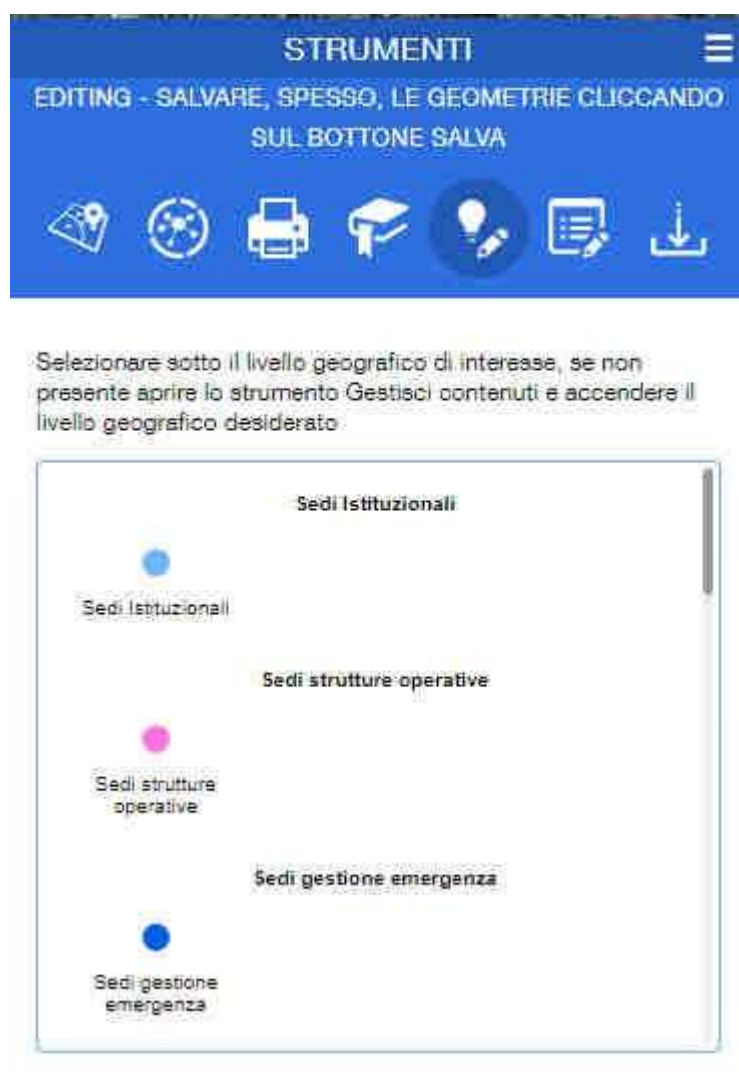 STRUMENTI
EDITING - SALVARE, SPESSO, LE GEOMETRIE CLICCANDO
SUL BOTTONE SALVA
Selezionare sotto il livello geografico di interesse, se non
presente aprire lo strumento Gestisci contenuti e accendere il
livello geografico desiderato
Sedi Istituzionali
Sedi Istituzionali
Sedi strutture operative
Sedi strutture
operative
Sedi gestione emergenza
Sedi gestione
emergenza